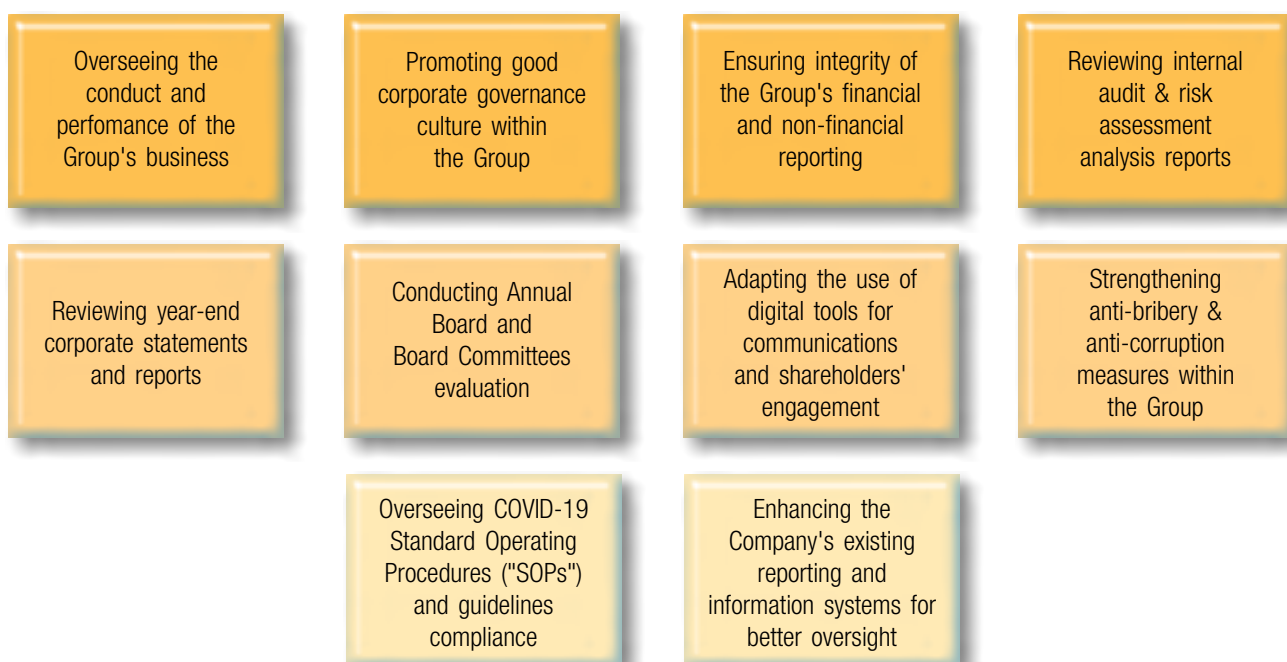 Overseeing the
conduct and
perfomance of the
Group's business
Promoting good
corporate governance
culture within
the Group
Ensuring integrity of
the Group's financial
and non-financial
reporting
Reviewing internal
audit & risk
assessment
analysis reports
Reviewing year-end
corporate statements
and reports
Conducting Annual
Board and
Board Committees
evaluation
Adapting the use of
digital tools for
communications
and shareholders'
engagement
Strengthening
anti-bribery &
anti-corruption
measures within
the Group
Overseeing COVID-19
Standard Operating
Procedures ("SOPs")
and guidelines
compliance
Enhancing the
Company's existing
reporting and
information systems for
better oversight